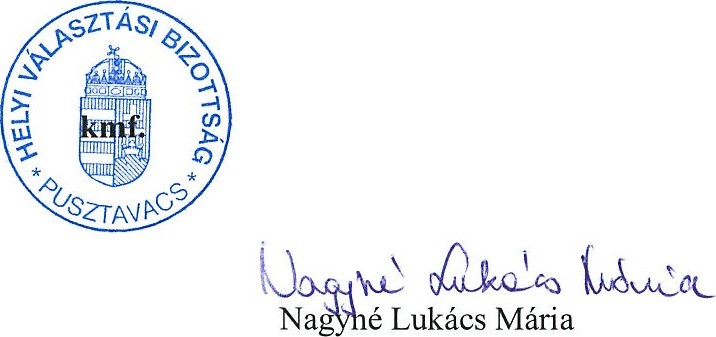 HELYI VÁLASZTÁSI BIZOTTSÁG
* PUSZTAVACS *
kmf.
Nagyné Lukács Mária
Nagyné Lukács Mária